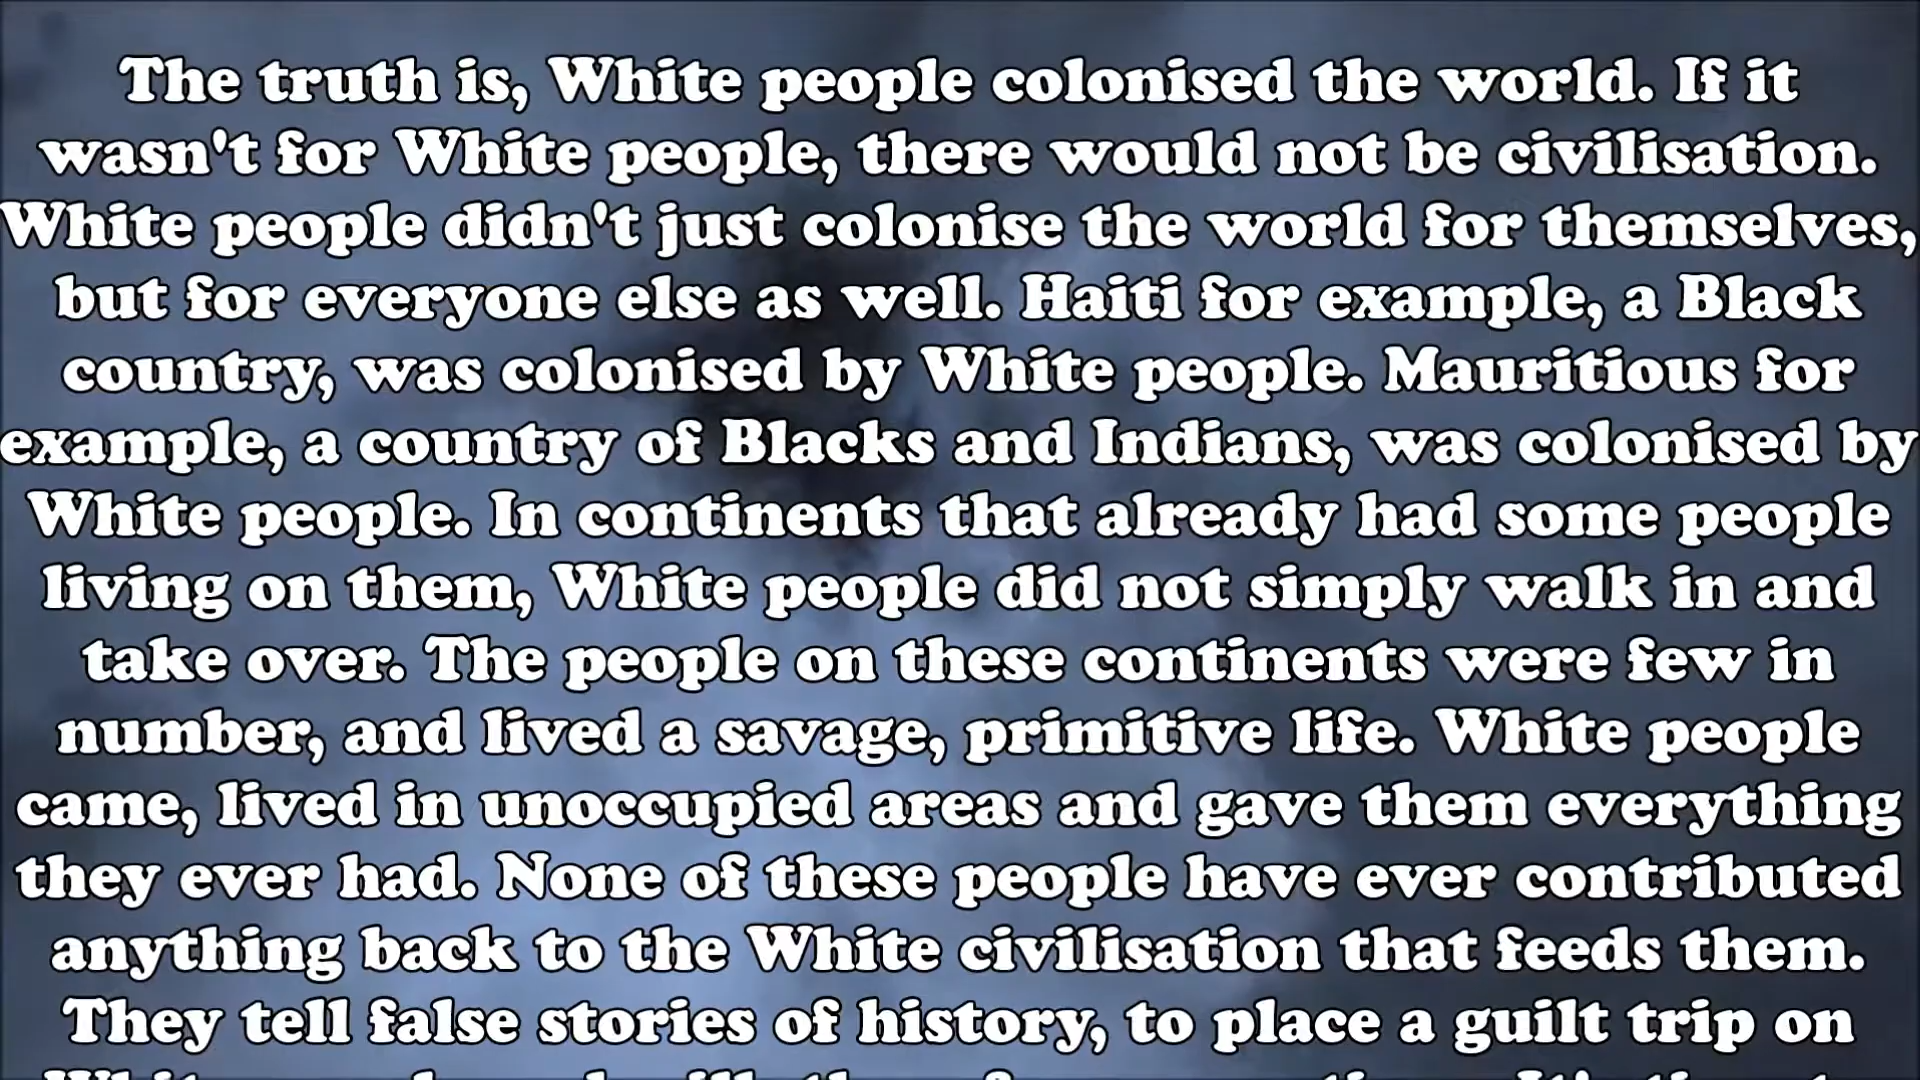 The truth is, White people colonised the world. If it
wasn't for White people, there would not be civilisation.
White people didn't just colonise the world for themselves,
but for everyone else as well. Haiti for example, a Black
country, was colonised by White people. Mauritious for
example, a country of Blacks and Indians, was colonised by
White people. In continents that already had some people
living on them, White people did not simply walk in and
take over. The people on these continents were few in
number, and lived a savage, primitive life. White people
came, lived in unoccupied areas and gave them everything
they ever had. None of these people have ever contributed
anything back to the White civilisation that feeds them.
They tell false stories of history, to place a guilt trip on